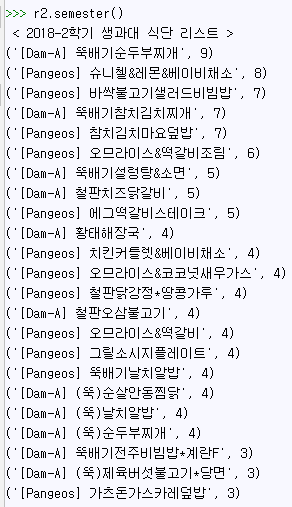 >>> r2.semester()
< 2018-2학기 생과대 식단 리스트 >
('[Dam-A] 뚝배기순두부찌개', 9)
('[Pangeos] 슈니첼&레몬&베이비채소', 8)
('[Pangeos] 바싹불고기샐러드비빔밥', 7)
('[Dam-A] 뚝배기참치김치찌개', 7)
('[Pangeos] 참치김치마요덮밥', 7)
('[Pangeos] 오므라이스&떡갈비조림', 6)
('[Dam-A] 뚝배기설렁탕&소면', 5)
('[Dam-A] 철판치즈닭갈비', 5)
('[Pangeos] 에그떡갈비스테이크', 5)
('[Dam-A] 황태해장국', 4)
('[Pangeos] 치킨커틀렛&베이비채소', 4)
('[Pangeos] 오므라이스&코코넛새우가스', 4)
('[Pangeos] 철판닭강정*땅콩가루', 4)
('[Dam-A] 철판오삼불고기', 4)
('[Pangeos] 오므라이스&떡갈비', 4)
('[Pangeos] 그릴소시지플레이트', 4)
('[Pangeos] 뚝배기날치알밥', 4)
('[Dam-A] (뚝)순살안동찜닭', 4)
('[Dam-A] (뚝)날치알밥', 4)
('[Dam-A] (뚝)순두부찌개', 4)
('[Dam-A] 뚝배기전주비빔밥*계란F', 3)
('[Dam-A] (뚝)제육버섯불고기*당면', 3)
('[Pangeos] 가츠돈가스카레덮밥', 3)